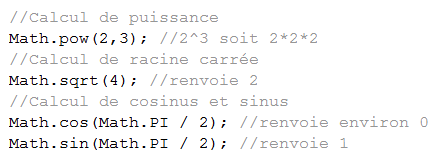 //Calcul de puissance
Math.pow(2,3); //2^3 soit 2*2*2
//Calcul de racine carrée
Math.sqrt(4); //renvoie 2
//Calcul de cosinus et sinus
Math.cos(Math.PI / 2); //renvoie environ 0
Math.sin(Math.PI / 2); //renvoie 1